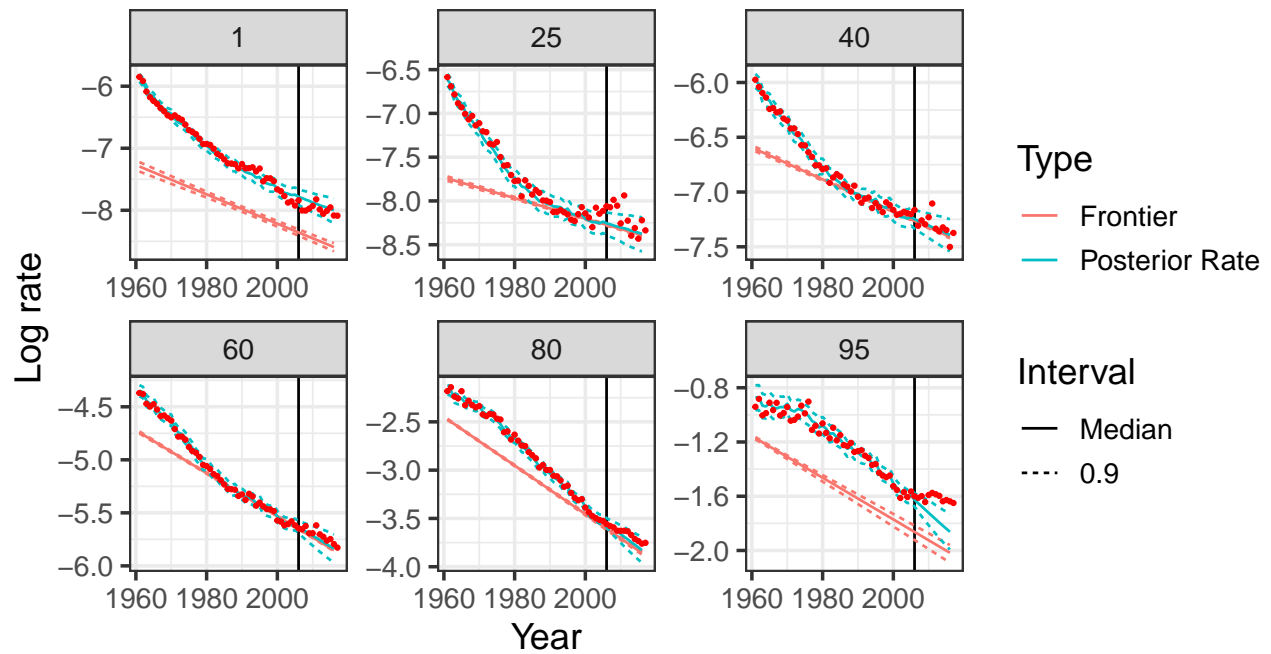 1
25
40
−6
−7
−8
−6.5
−7.0
−7.5
−8.0
−8.5
−6.0
−6.5
−7.0
−7.5
1960 1980 2000
1960 1980 2000
1960 1980 2000
60
80
95
−4.5
−5.0
−5.5
−6.0
−2.5
−3.0
−3.5
−4.0
−0.8
−1.2
−1.6
−2.0
1960 1980 2000
1960 1980 2000
1960 1980 2000
Year
Log rate
Type
Frontier
Posterior Rate
Interval
Median
0.9